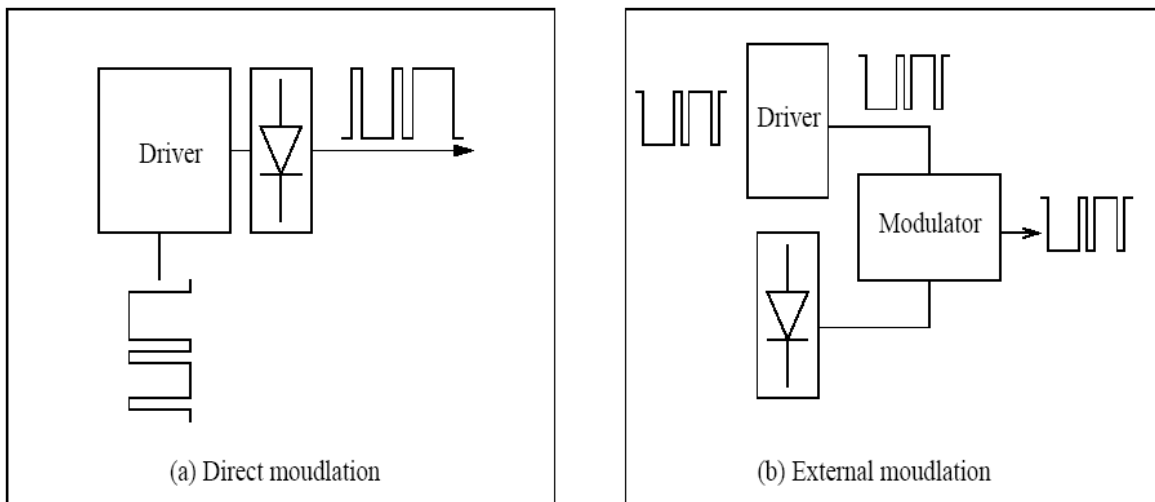 Driver
(a) Direct moudlation
Driver
Modulator
(b) External moudlation